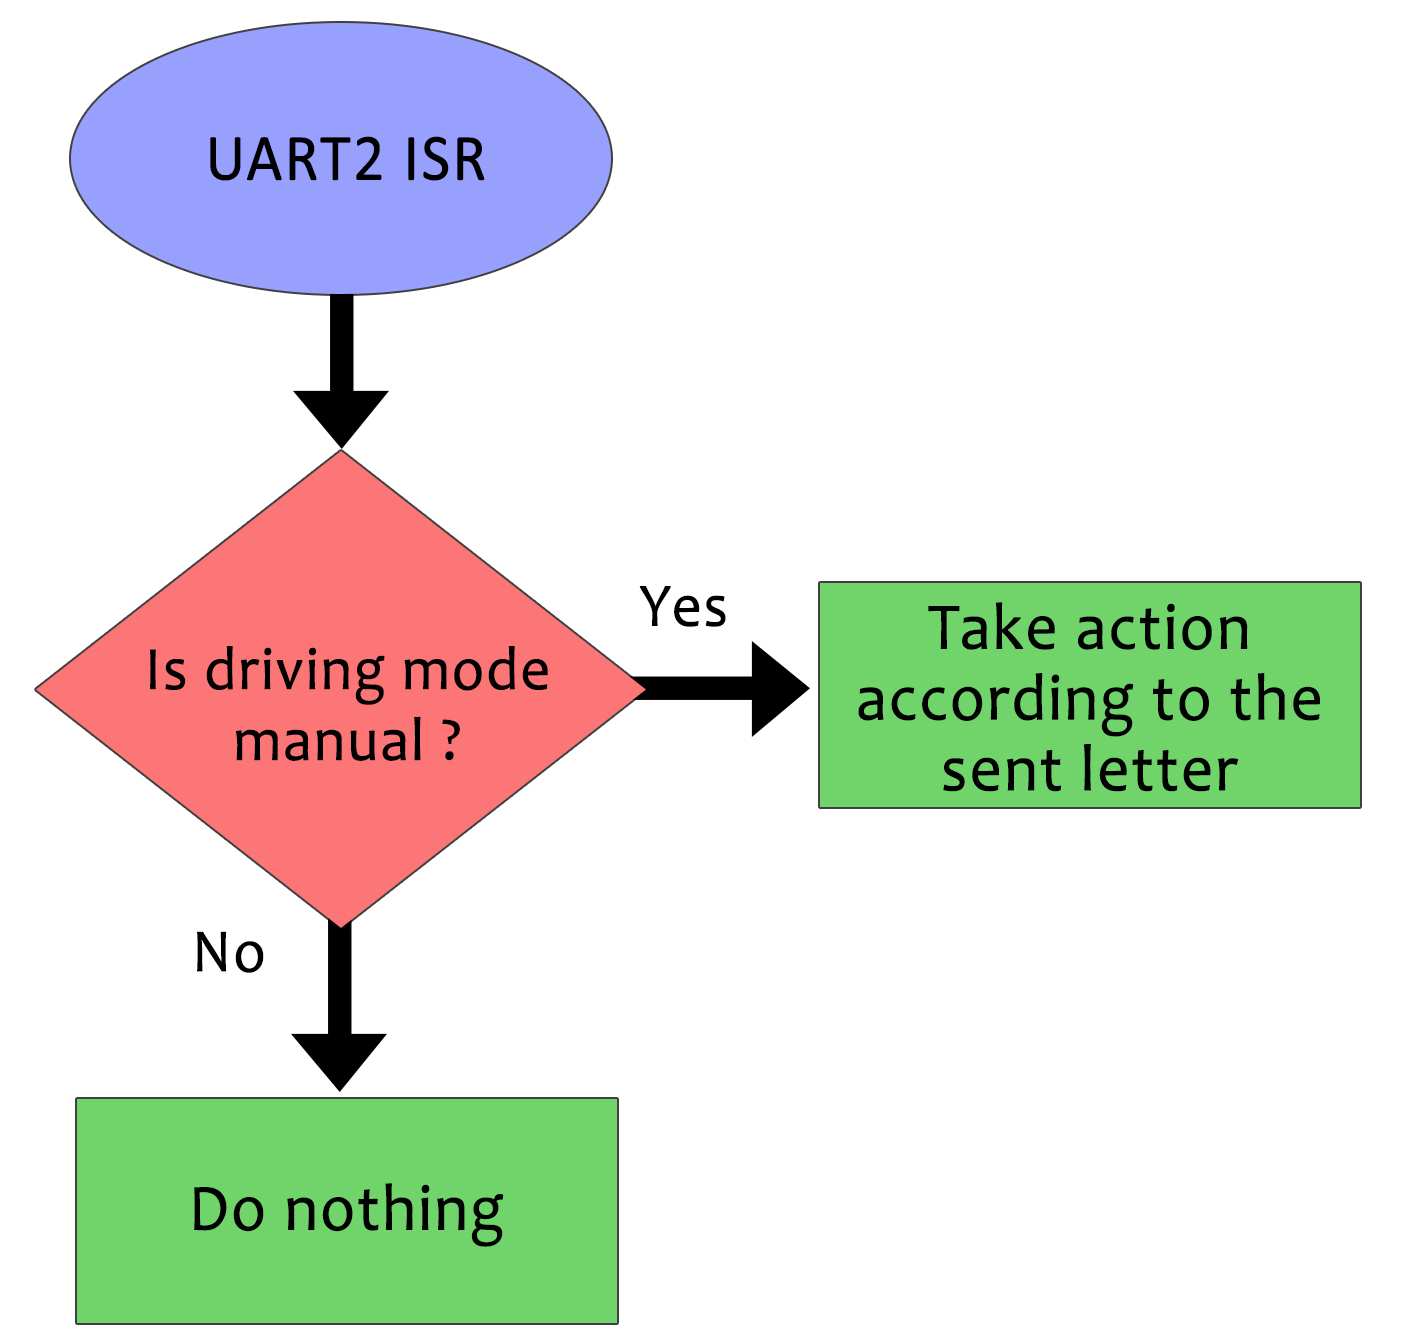 UART2 ISR
Is driving mode
manual ?
Yes
Take action
according to the
sent letter
No
Do nothing